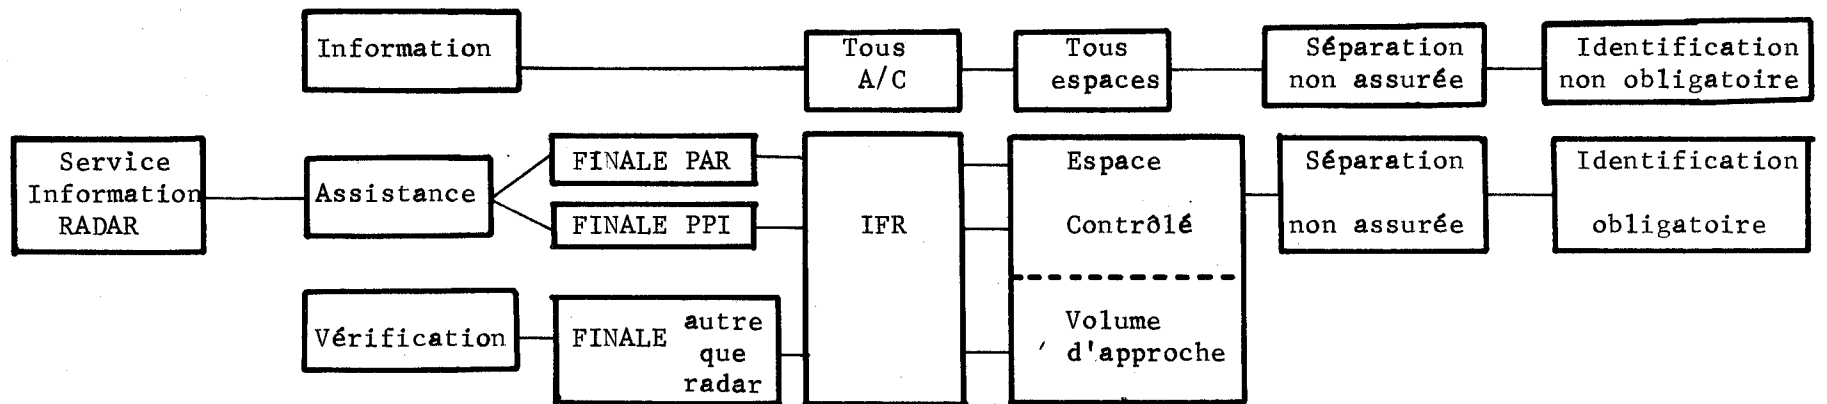 Information
Tous
A/C
Tous
espaces
Séparation
non assurée
Identification
non obligatoire
Service
Information
RADAR
Assistance
FINALE PAR
FINALE PPI
IFR
Espace
Contrôlé
Séparation
non assurée
Identification
obligatoire
Vérification
FINALE autre
que
radar
Volume
d'approche